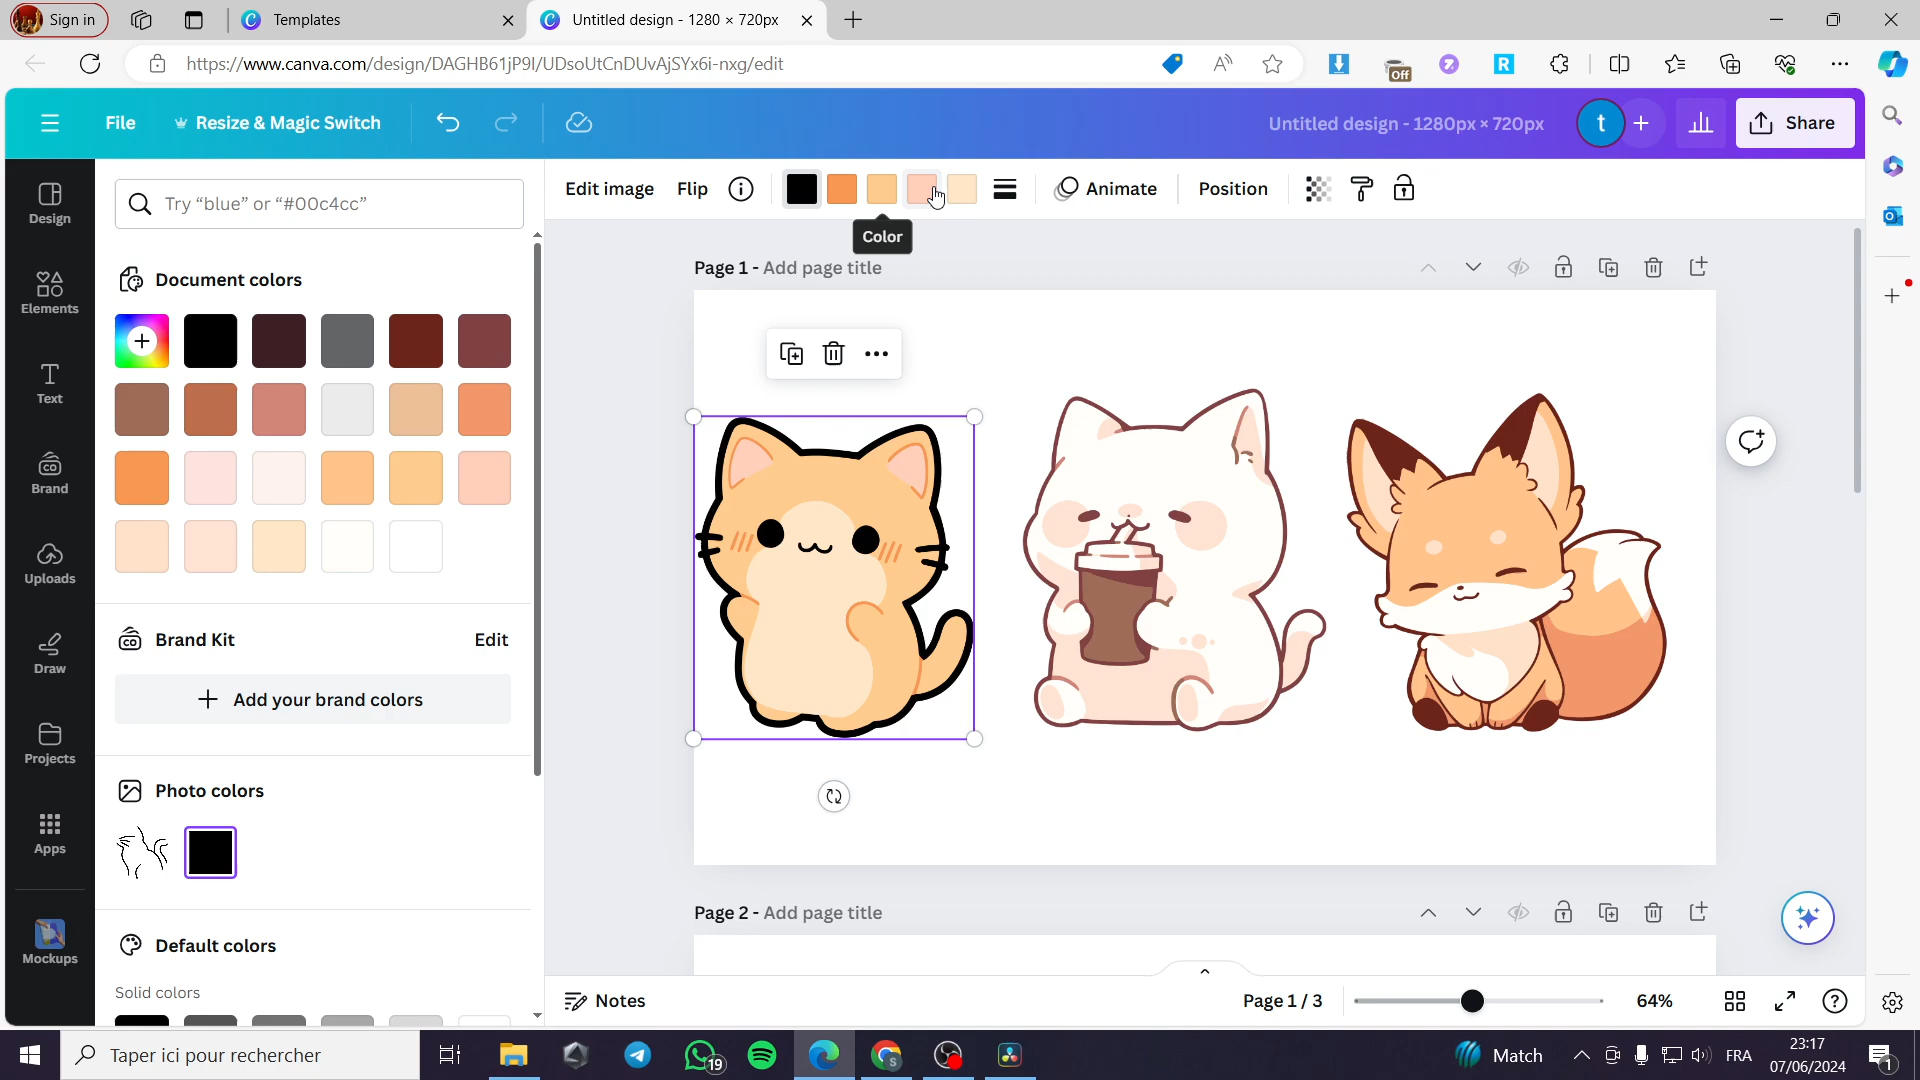 Sign in
Templates
Untitled design - 1280 × 720px
https://www.canva.com/design/DAGHB61jP9I/UDsoUtCnDUvAjSYx6i-nxg/edit
A
Off
R
File
Resize & Magic Switch
Untitled design - 1280px × 720px
t
Share
Design
Elements
Text
Brand
Uploads
Draw
Projects
Apps
Mockups
Try “blue” or “#00c4cc”
Document colors
Brand Kit
Edit
Add your brand colors
Photo colors
Default colors
Solid colors
Edit image
Flip
Animate
Position
Color
Page 1 - Add page title
Page 2 - Add page title
Notes
Page 1 / 3
64%
Taper ici pour rechercher
19
Match
FRA
23:17
07/06/2024
1